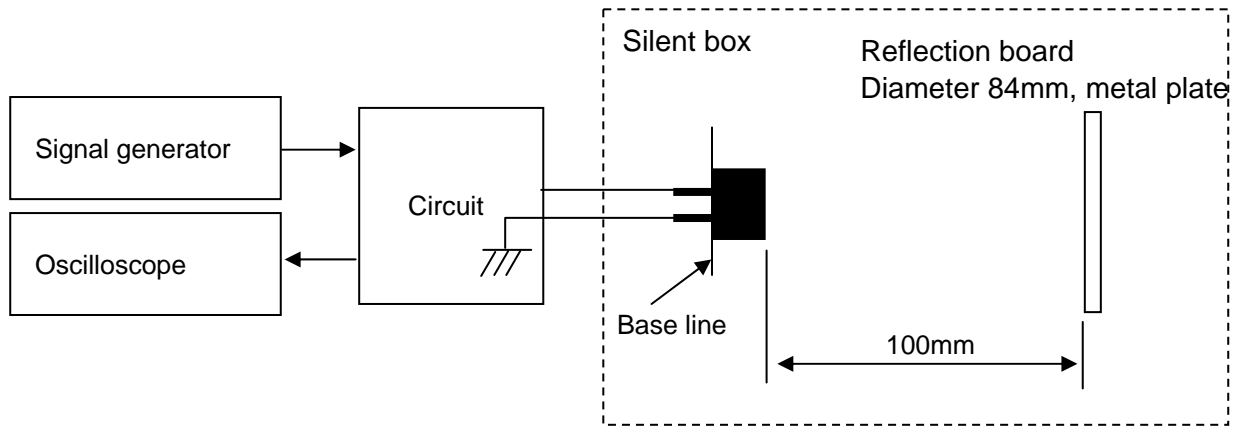 Silent box
Reflection board
Diameter 84mm, metal plate
Signal generator
Circuit
Oscilloscope
Base line
100mm